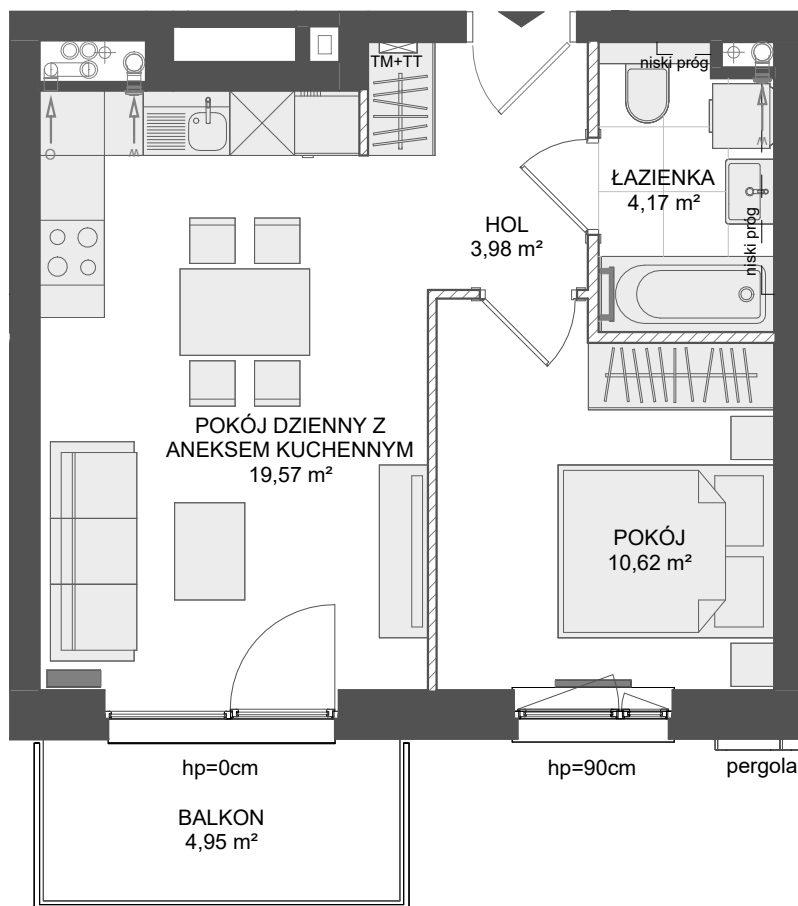 TM+TT
niski próg
ŁAZIENKA
4,17 m²
HOL
3,98 m²
niski próg
POKÓJ DZIENNY Z
ANEKSEM KUCHENNYM
19,57 m²
POKÓJ
10,62 m²
hp=0cm
hp=90cm
pergola
BALKON
4,95 m²